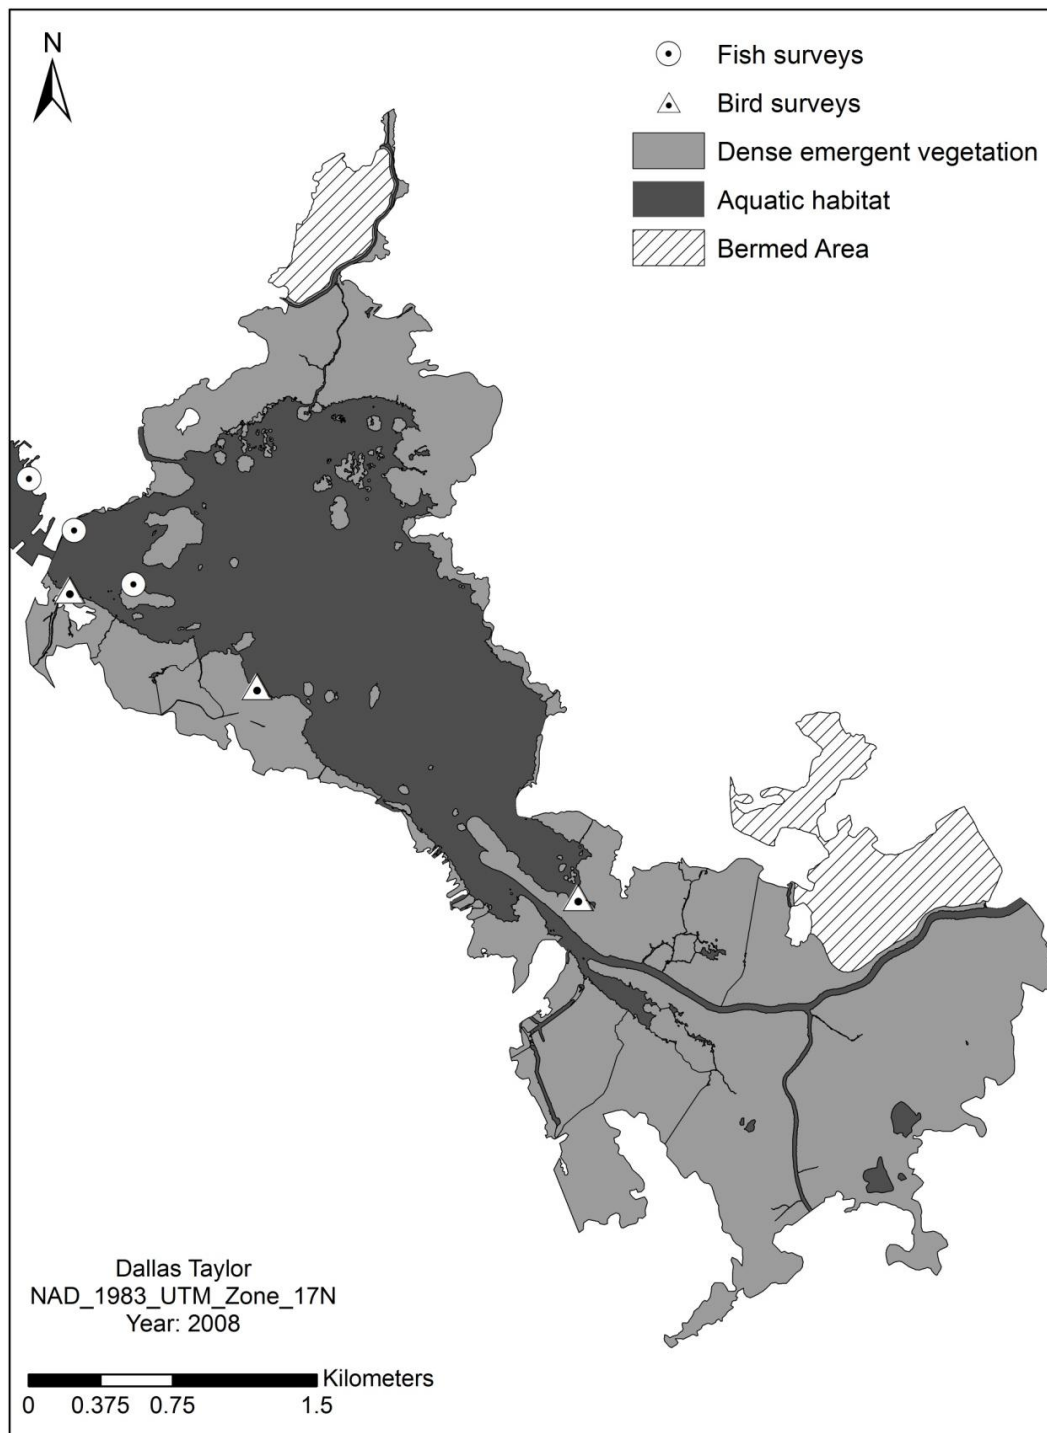 N
Fish surveys
Bird surveys
Dense emergent vegetation
Aquatic habitat
Bermed Area
Dallas Taylor
NAD_1983_UTM_Zone_17N
Year: 2008
Kilometers
0 0.375 0.75 1.5